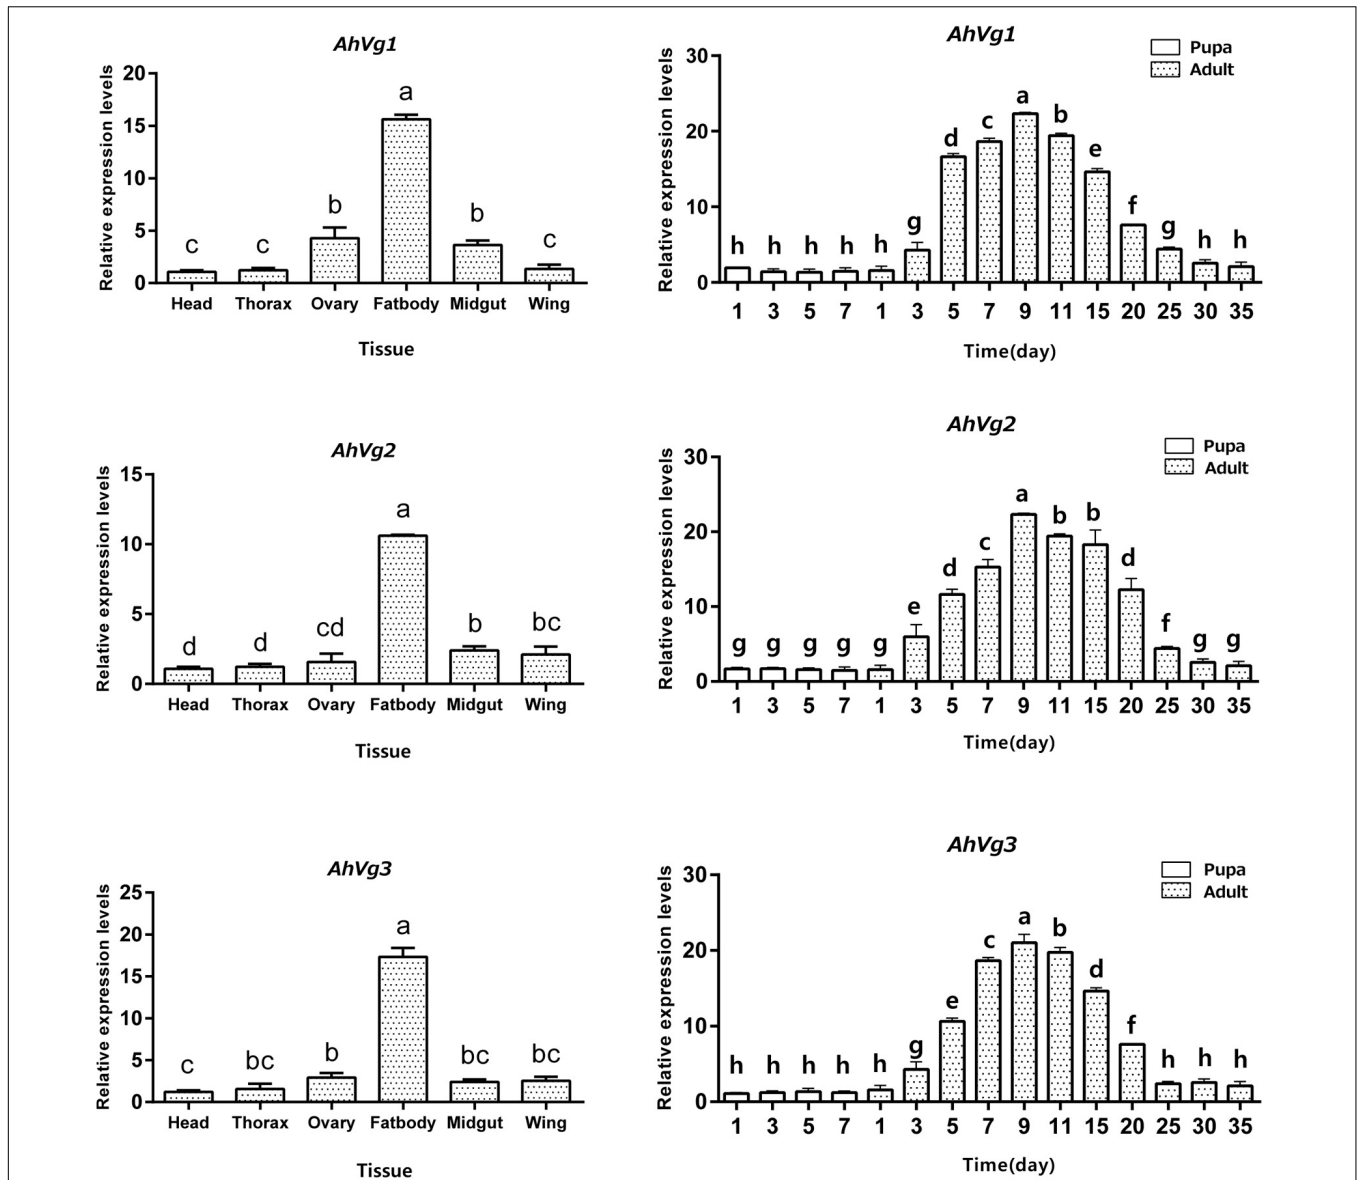 AhVg1
Relative expression levels
20
15
10
5
0
c c b a b c
Head Thorax Ovary Fatbody Midgut Wing
Tissue
AhVg1
Pupa
Adult
Relative expression levels
30
20
10
0
h h h h h g d c a b e f g h h
1 3 5 7 1 3 5 7 9 11 15 20 25 30 35
Time(day)
AhVg2
Relative expression levels
15
10
5
0
d d cd a b bc
Head Thorax Ovary Fatbody Midgut Wing
Tissue
AhVg2
Pupa
Adult
Relative expression levels
30
20
10
0
g g g g g e d c a b b d f g g
1 3 5 7 1 3 5 7 9 11 15 20 25 30 35
Time(day)
AhVg3
Relative expression levels
25
20
15
10
5
0
c bc b a bc bc
Head Thorax Ovary Fatbody Midgut Wing
Tissue
AhVg3
Pupa
Adult
Relative expression levels
30
20
10
0
h h h h h g e c a b d f h h h
1 3 5 7 1 3 5 7 9 11 15 20 25 30 35
Time(day)